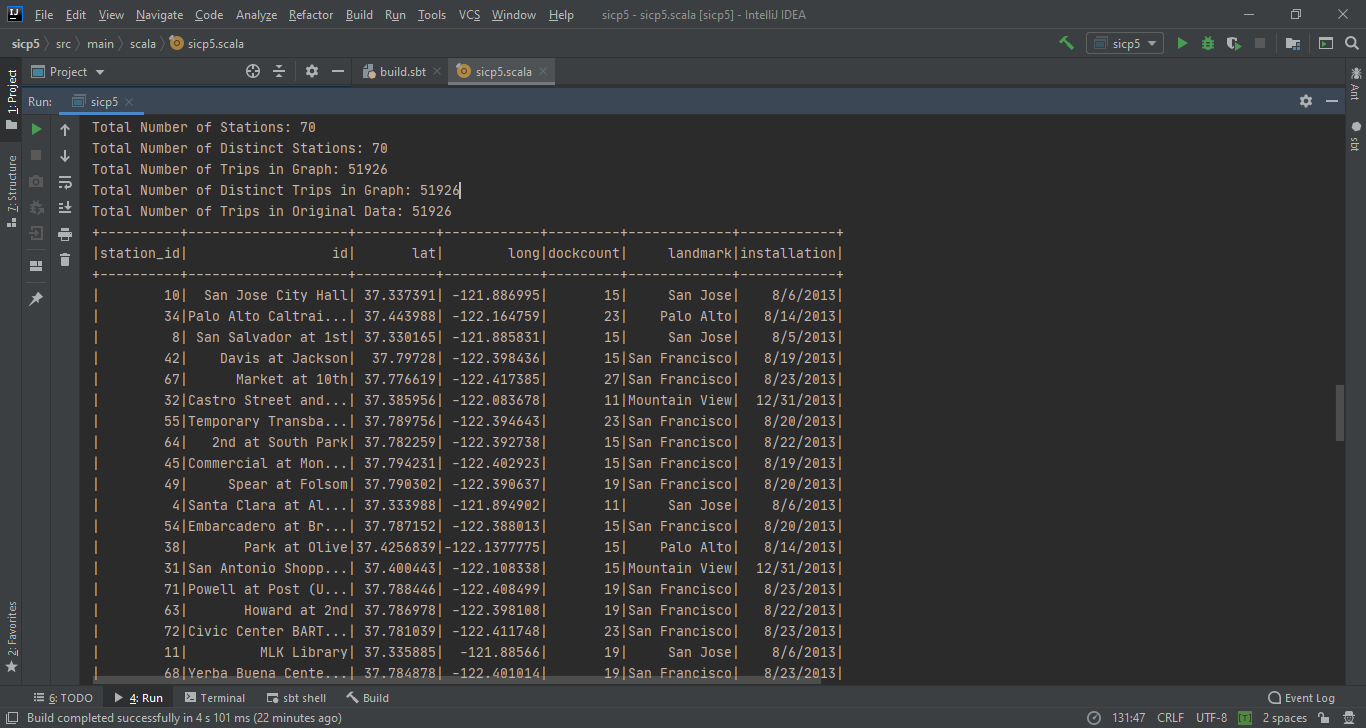 File Edit View Navigate Code Analyze Refactor Build Run Tools VCS Window Help sicp5 - sicp5.scala [sicp5] - IntelliJ IDEA
sicp5 src main scala sicp5.scala sicp5
Project build.sbt sicp5.scala
Run: sicp5
1: Project
7: Structure
2: Favorites
Ant
sbt
Total Number of Stations: 70
Total Number of Distinct Stations: 70
Total Number of Trips in Graph: 51926
Total Number of Distinct Trips in Graph: 51926
Total Number of Trips in Original Data: 51926
+----------+--------------------+----------+------------+---------+-------------+------------+
|station_id|                  id|       lat|        long|dockcount|     landmark|installation|
+----------+--------------------+----------+------------+---------+-------------+------------+
|        10|  San Jose City Hall| 37.337391| -121.886995|       15|     San Jose|    8/6/2013|
|        34|Palo Alto Caltrai...| 37.443988| -122.164759|       23|    Palo Alto|   8/14/2013|
|         8| San Salvador at 1st| 37.330165| -121.885831|       15|     San Jose|    8/5/2013|
|        42|    Davis at Jackson|  37.79728| -122.398436|       15|San Francisco|   8/19/2013|
|        67|      Market at 10th| 37.776619| -122.417385|       27|San Francisco|   8/23/2013|
|        32|Castro Street and...| 37.385956| -122.083678|       11|Mountain View|  12/31/2013|
|        55|Temporary Transba...| 37.789756| -122.394643|       23|San Francisco|   8/20/2013|
|        64|   2nd at South Park| 37.782259| -122.392738|       15|San Francisco|   8/22/2013|
|        45|Commercial at Mon...| 37.794231| -122.402923|       15|San Francisco|   8/19/2013|
|        49|     Spear at Folsom| 37.790302| -122.390637|       19|San Francisco|   8/20/2013|
|         4|Santa Clara at Al...| 37.333988| -121.894902|       11|     San Jose|    8/6/2013|
|        54|Embarcadero at Br...| 37.787152| -122.388013|       15|San Francisco|   8/20/2013|
|        38|       Park at Olive|37.4256839|-122.1377775|       15|    Palo Alto|   8/14/2013|
|        31|San Antonio Shopp...| 37.400443| -122.108338|       15|Mountain View|  12/31/2013|
|        71|Powell at Post (U...| 37.788446| -122.408499|       19|San Francisco|   8/23/2013|
|        63|       Howard at 2nd| 37.786978| -122.398108|       19|San Francisco|   8/22/2013|
|        72|Civic Center BART...| 37.781039| -122.411748|       23|San Francisco|   8/23/2013|
|        11|         MLK Library| 37.335885|  -121.88566|       19|     San Jose|    8/6/2013|
|        68|Yerba Buena Cente...| 37.784878| -122.401014|       19|San Francisco|   8/23/2013|
6: TODO 4: Run Terminal sbt shell Build Event Log
Build completed successfully in 4 s 101 ms (22 minutes ago) 131:47 CRLF UTF-8 2 spaces